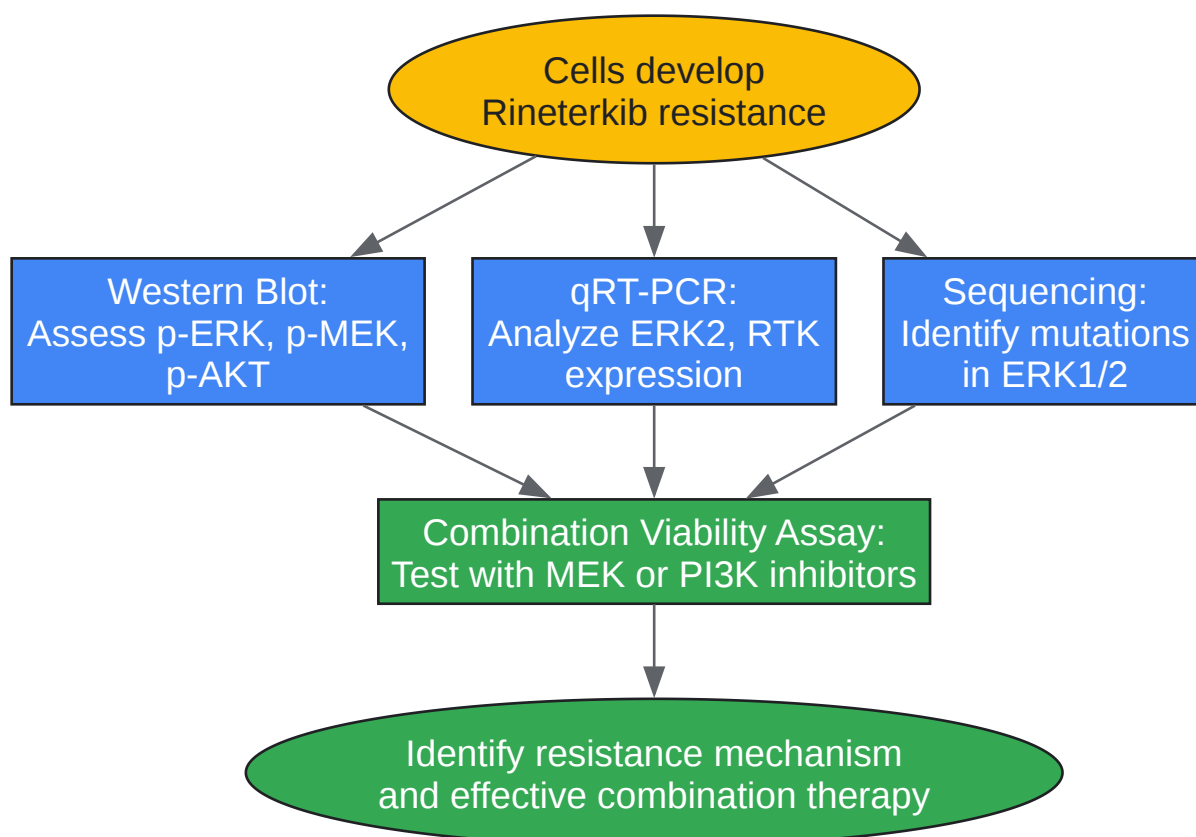 Cells develop
Rineterkib resistance
Western Blot:
Assess p-ERK, p-MEK,
p-AKT
qRT-PCR:
Analyze ERK2, RTK
expression
Sequencing:
Identify mutations
in ERK1/2
Combination Viability Assay:
Test with MEK or PI3K inhibitors
Identify resistance mechanism
and effective combination therapy